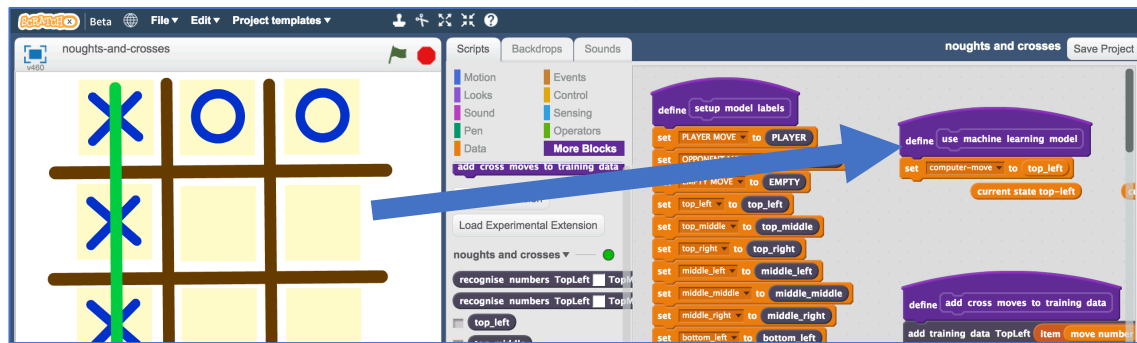 SCRATCHX Beta File▼ Edit▼ Project templates▼
v460
noughts-and-crosses
Scripts Backdrops Sounds
noughts and crosses Save Project
Motion Events
Looks Control
Sound Sensing
Pen Operators
Data More Blocks
add cross moves to training data
Load Experimental Extension
noughts and crosses▼
recognise numbers TopLeft
recognise numbers TopLeft
top_left
define setup model labels
set PLAYER MOVE to PLAYER
set
set EMPTY MOVE to EMPTY
set top_left to top_left
set top_middle to top_middle
set top_right to top_right
set middle_left to middle_left
set middle_middle to middle_middle
set middle_right to middle_right
set bottom_left to bottom_left
define use machine learning model
set computer-move to top_left
current state top-left
define add cross moves to training data
add training data TopLeft item move number